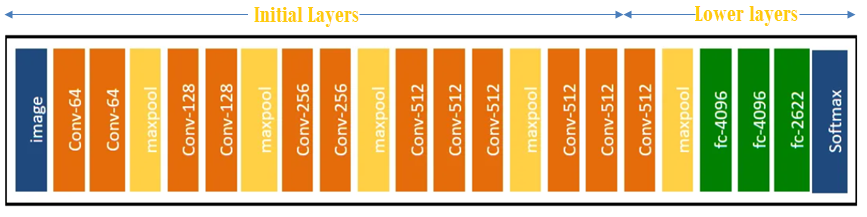 Initial Layers Lower layers
image
Conv-64
Conv-64
maxpool
Conv-128
Conv-128
maxpool
Conv-256
Conv-256
maxpool
Conv-512
Conv-512
Conv-512
maxpool
Conv-512
Conv-512
Conv-512
maxpool
fc-4096
fc-4096
fc-2622
Softmax